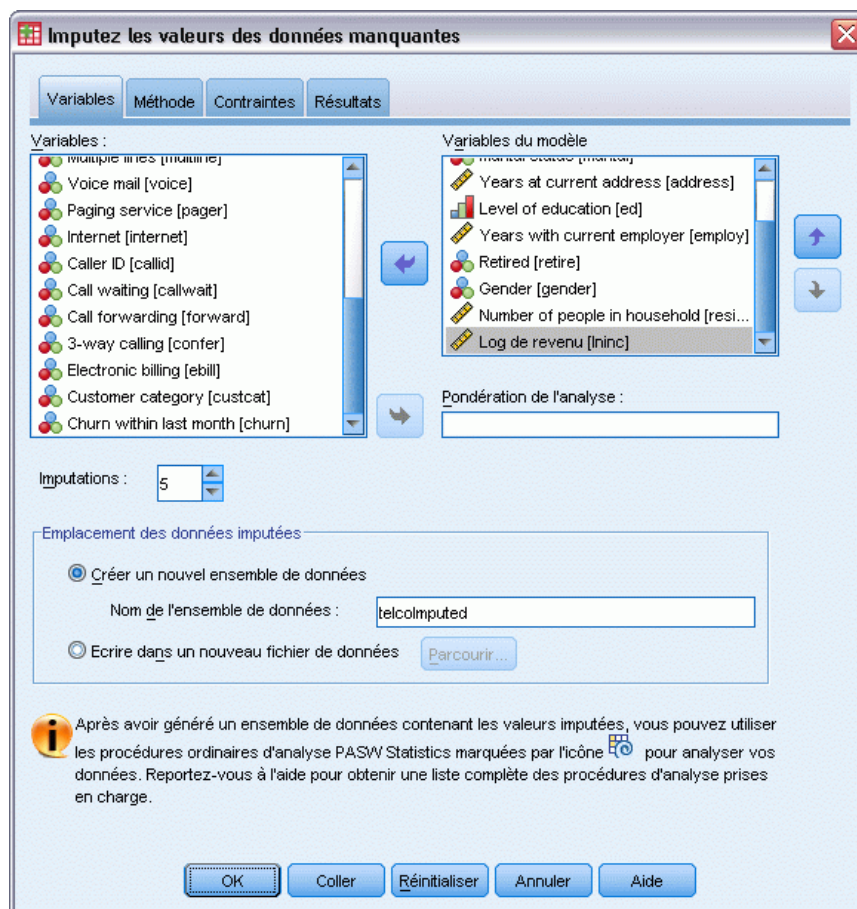 Imputez les valeurs des données manquantes
Variables
Méthode
Contraintes
Résultats
Variables :
Multiple lines [multline]
Voice mail [voice]
Paging service [pager]
Internet [internet]
Caller ID [callid]
Call waiting [callwait]
Call forwarding [forward]
3-way calling [confer]
Electronic billing [ebill]
Customer category [custcat]
Churn within last month [churn]
Variables du modèle
Marital status [marital]
Years at current address [address]
Level of education [ed]
Years with current employer [employ]
Retired [retire]
Gender [gender]
Number of people in household [resi...
Log de revenu [lninc]
Pondération de l'analyse :
Imputations :
5
Emplacement des données imputées
Créer un nouvel ensemble de données
Nom de l'ensemble de données :
telcoImputed
Ecrire dans un nouveau fichier de données
Parcourir...
Après avoir généré un ensemble de données contenant les valeurs imputées, vous pouvez utiliser
les procédures ordinaires d'analyse PASW Statistics marquées par l'icône pour analyser vos
données. Reportez-vous à l'aide pour obtenir une liste complète des procédures d'analyse prises
en charge.
OK
Coller
Réinitialiser
Annuler
Aide